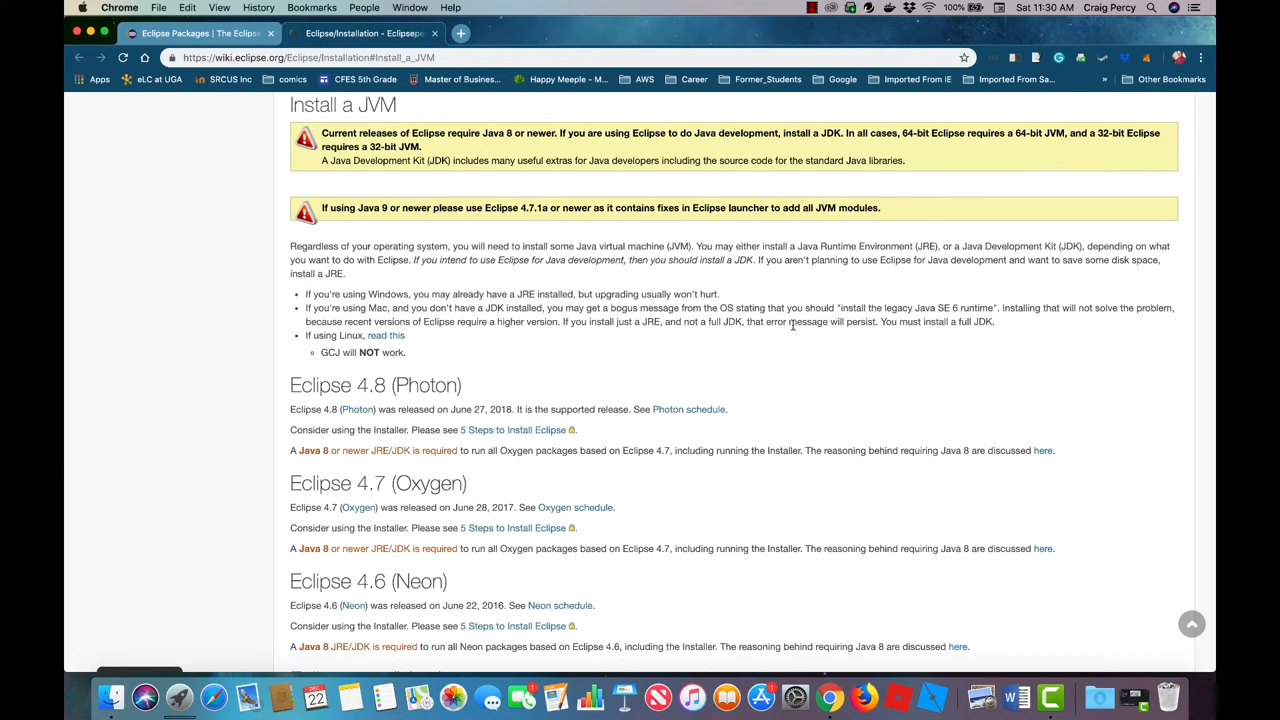 Chrome File Edit View History Bookmarks People Window Help 100% Sat 11:30 AM Craig Percy
Eclipse Packages | The Eclipse × Eclipse/Installation - Eclipsepe ×
https://wiki.eclipse.org/Eclipse/Installation#Install_a_JVM
Apps eLC at UGA SRCUS Inc comics CFES 5th Grade Master of Busines... Happy Meeple - M... AWS Career Former_Students Google Imported From IE Imported From Sa... » Other Bookmarks
Install a JVM
Current releases of Eclipse require Java 8 or newer. If you are using Eclipse to do Java development, install a JDK. In all cases, 64-bit Eclipse requires a 64-bit JVM, and a 32-bit Eclipse
requires a 32-bit JVM.
A Java Development Kit (JDK) includes many useful extras for Java developers including the source code for the standard Java libraries.
If using Java 9 or newer please use Eclipse 4.7.1a or newer as it contains fixes in Eclipse launcher to add all JVM modules.
Regardless of your operating system, you will need to install some Java virtual machine (JVM). You may either install a Java Runtime Environment (JRE), or a Java Development Kit (JDK), depending on what
you want to do with Eclipse. If you intend to use Eclipse for Java development, then you should install a JDK. If you aren't planning to use Eclipse for Java development and want to save some disk space,
install a JRE.
• If you're using Windows, you may already have a JRE installed, but upgrading usually won't hurt.
• If you're using Mac, and you don't have a JDK installed, you may get a bogus message from the OS stating that you should "install the legacy Java SE 6 runtime". Installing that will not solve the problem,
because recent versions of Eclipse require a higher version. If you install just a JRE, and not a full JDK, that error message will persist. You must install a full JDK.
• If using Linux, read this
◦ GCJ will NOT work.
Eclipse 4.8 (Photon)
Eclipse 4.8 (Photon) was released on June 27, 2018. It is the supported release. See Photon schedule.
Consider using the Installer. Please see 5 Steps to Install Eclipse.
A Java 8 or newer JRE/JDK is required to run all Oxygen packages based on Eclipse 4.7, including running the Installer. The reasoning behind requiring Java 8 are discussed here.
Eclipse 4.7 (Oxygen)
Eclipse 4.7 (Oxygen) was released on June 28, 2017. See Oxygen schedule.
Consider using the Installer. Please see 5 Steps to Install Eclipse.
A Java 8 or newer JRE/JDK is required to run all Oxygen packages based on Eclipse 4.7, including running the Installer. The reasoning behind requiring Java 8 are discussed here.
Eclipse 4.6 (Neon)
Eclipse 4.6 (Neon) was released on June 22, 2016. See Neon schedule.
Consider using the Installer. Please see 5 Steps to Install Eclipse.
A Java 8 JRE/JDK is required to run all Neon packages based on Eclipse 4.6, including the Installer. The reasoning behind requiring Java 8 are discussed here.
DEC
22